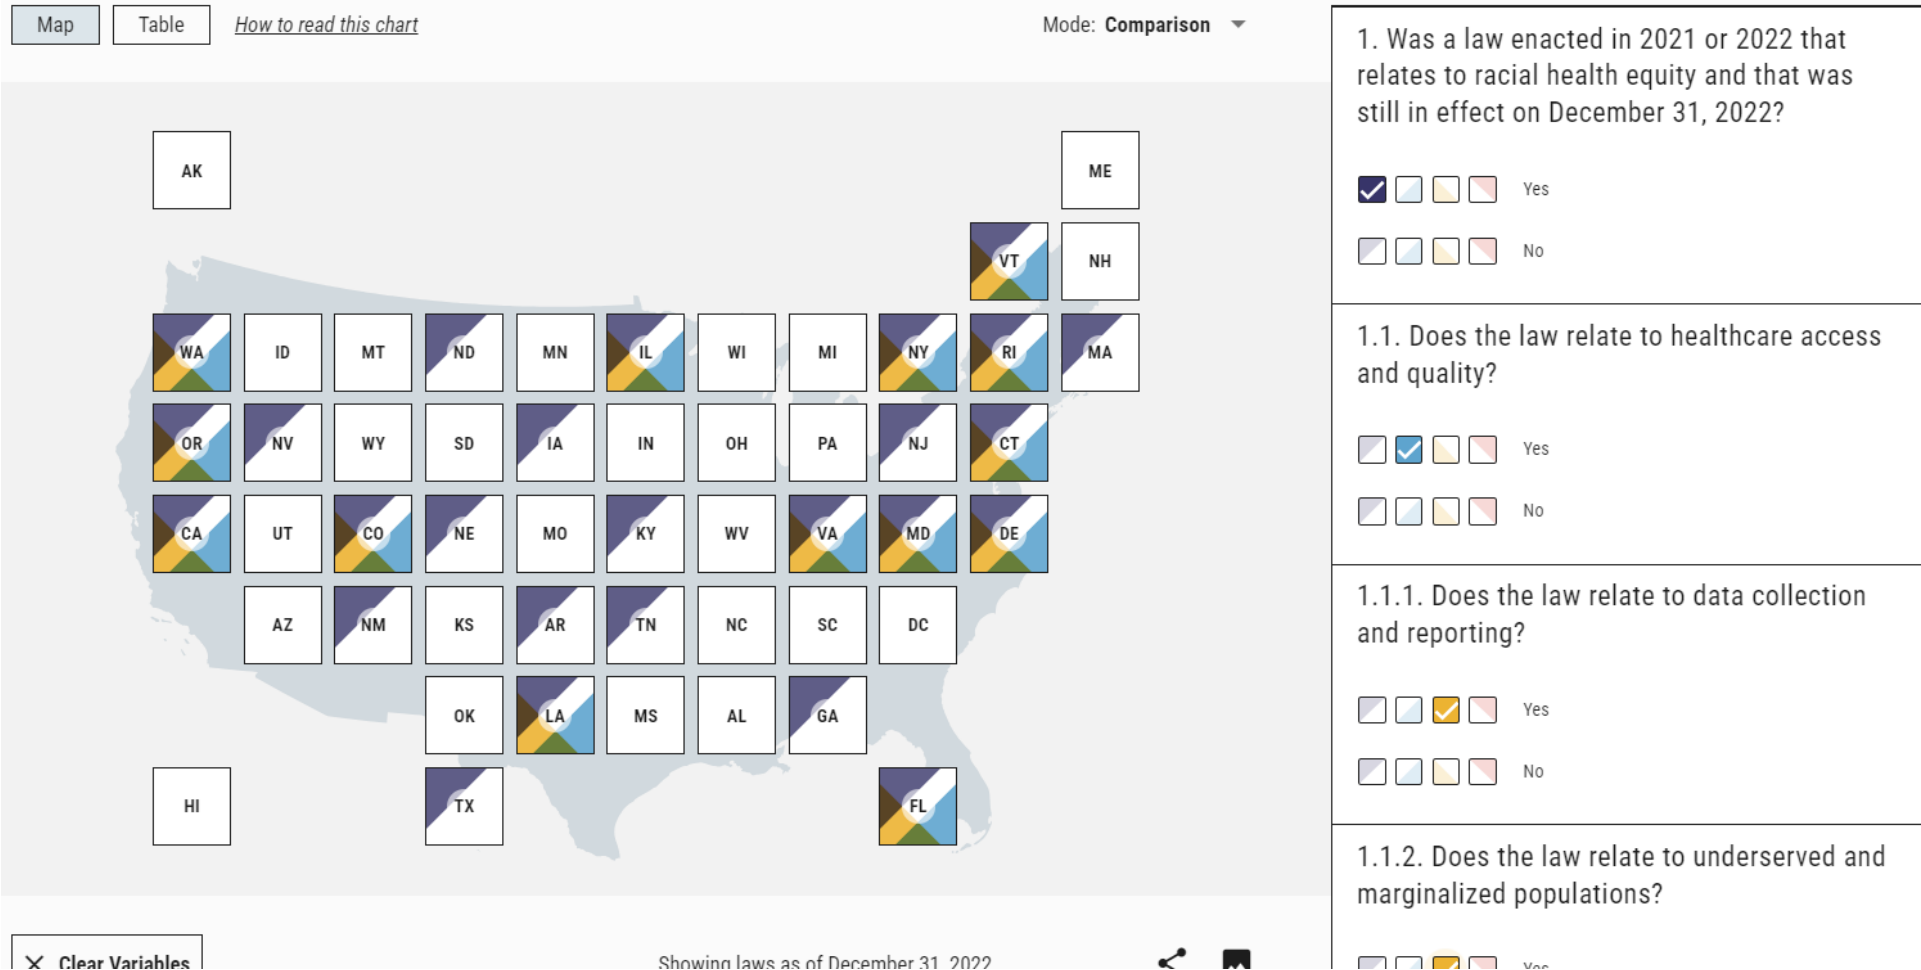 Map
Table
How to read this chart
Mode: Comparison
AK
ME
VT
NH
WA
ID
MT
ND
MN
IL
WI
MI
NY
RI
MA
OR
NV
WY
SD
IA
IN
OH
PA
NJ
CT
CA
UT
CO
NE
MO
KY
WV
VA
MD
DE
AZ
NM
KS
AR
TN
NC
SC
DC
OK
LA
MS
AL
GA
HI
TX
FL
Clear Variables
Showing laws as of December 31, 2022
1. Was a law enacted in 2021 or 2022 that
relates to racial health equity and that was
still in effect on December 31, 2022?
Yes
No
1.1. Does the law relate to healthcare access
and quality?
Yes
No
1.1.1. Does the law relate to data collection
and reporting?
Yes
No
1.1.2. Does the law relate to underserved and
marginalized populations?
Yes